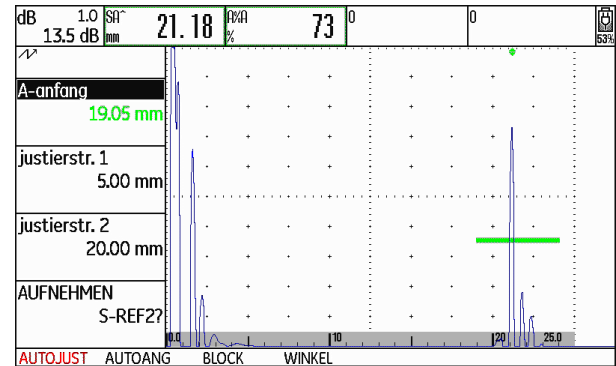 dB 1.0 SA^ 21.18 A%A 73 0 0
13.5 dB mm % 53%
A-anfang
19.05 mm
justierstr. 1
5.00 mm
justierstr. 2
20.00 mm
AUFNEHMEN
S-REF2?
0.0 10 20 25.0
AUTOJUST AUTOANG BLOCK WINKEL